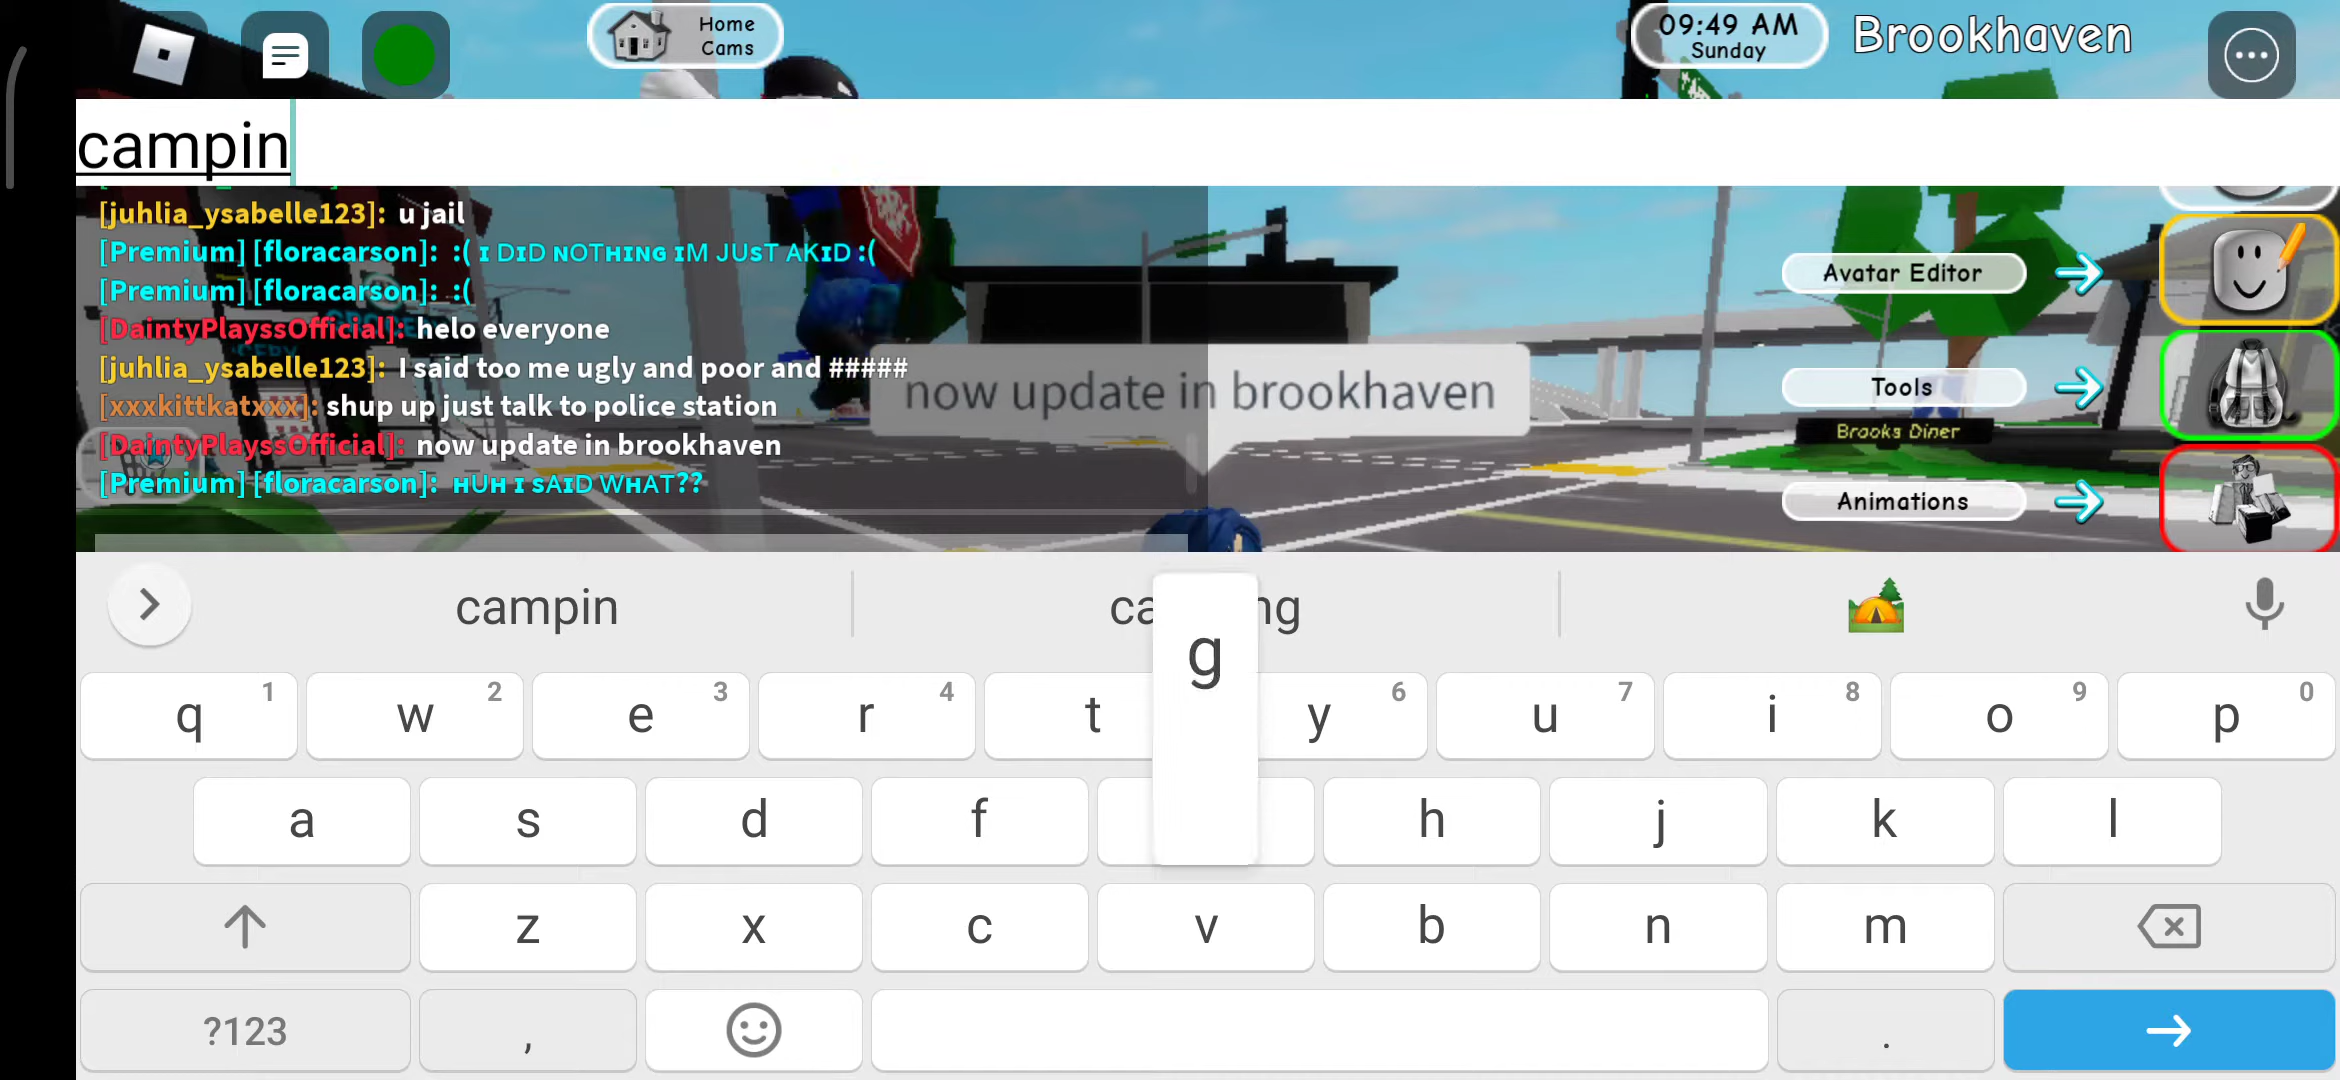 Home
Cams
09:49 AM
Sunday
Brookhaven
campin
[juhlia_ysabelle123]: u jail
[Premium] [floracarson]: :( ɪ DɪD ɴOTʜɪɴɢ ɪM JUsT AKɪD :(
[Premium] [floracarson]: :(
[DaintyPlayssOfficial]: helo everyone
[juhlia_ysabelle123]: I said too me ugly and poor and #####
[xxxkittkatxxx]: shup up just talk to police station
[DaintyPlayssOfficial]: now update in brookhaven
[Premium] [floracarson]: ʜUʜ ɪ sAɪD WʜAT??
now update in brookhaven
Avatar Editor
Tools
Brooks Diner
Animations
campin
g
q 1 w 2 e 3 r 4 t y 6 u 7 i 8 o 9 p 0
a s d f h j k l
z x c v b n m
?123 , .